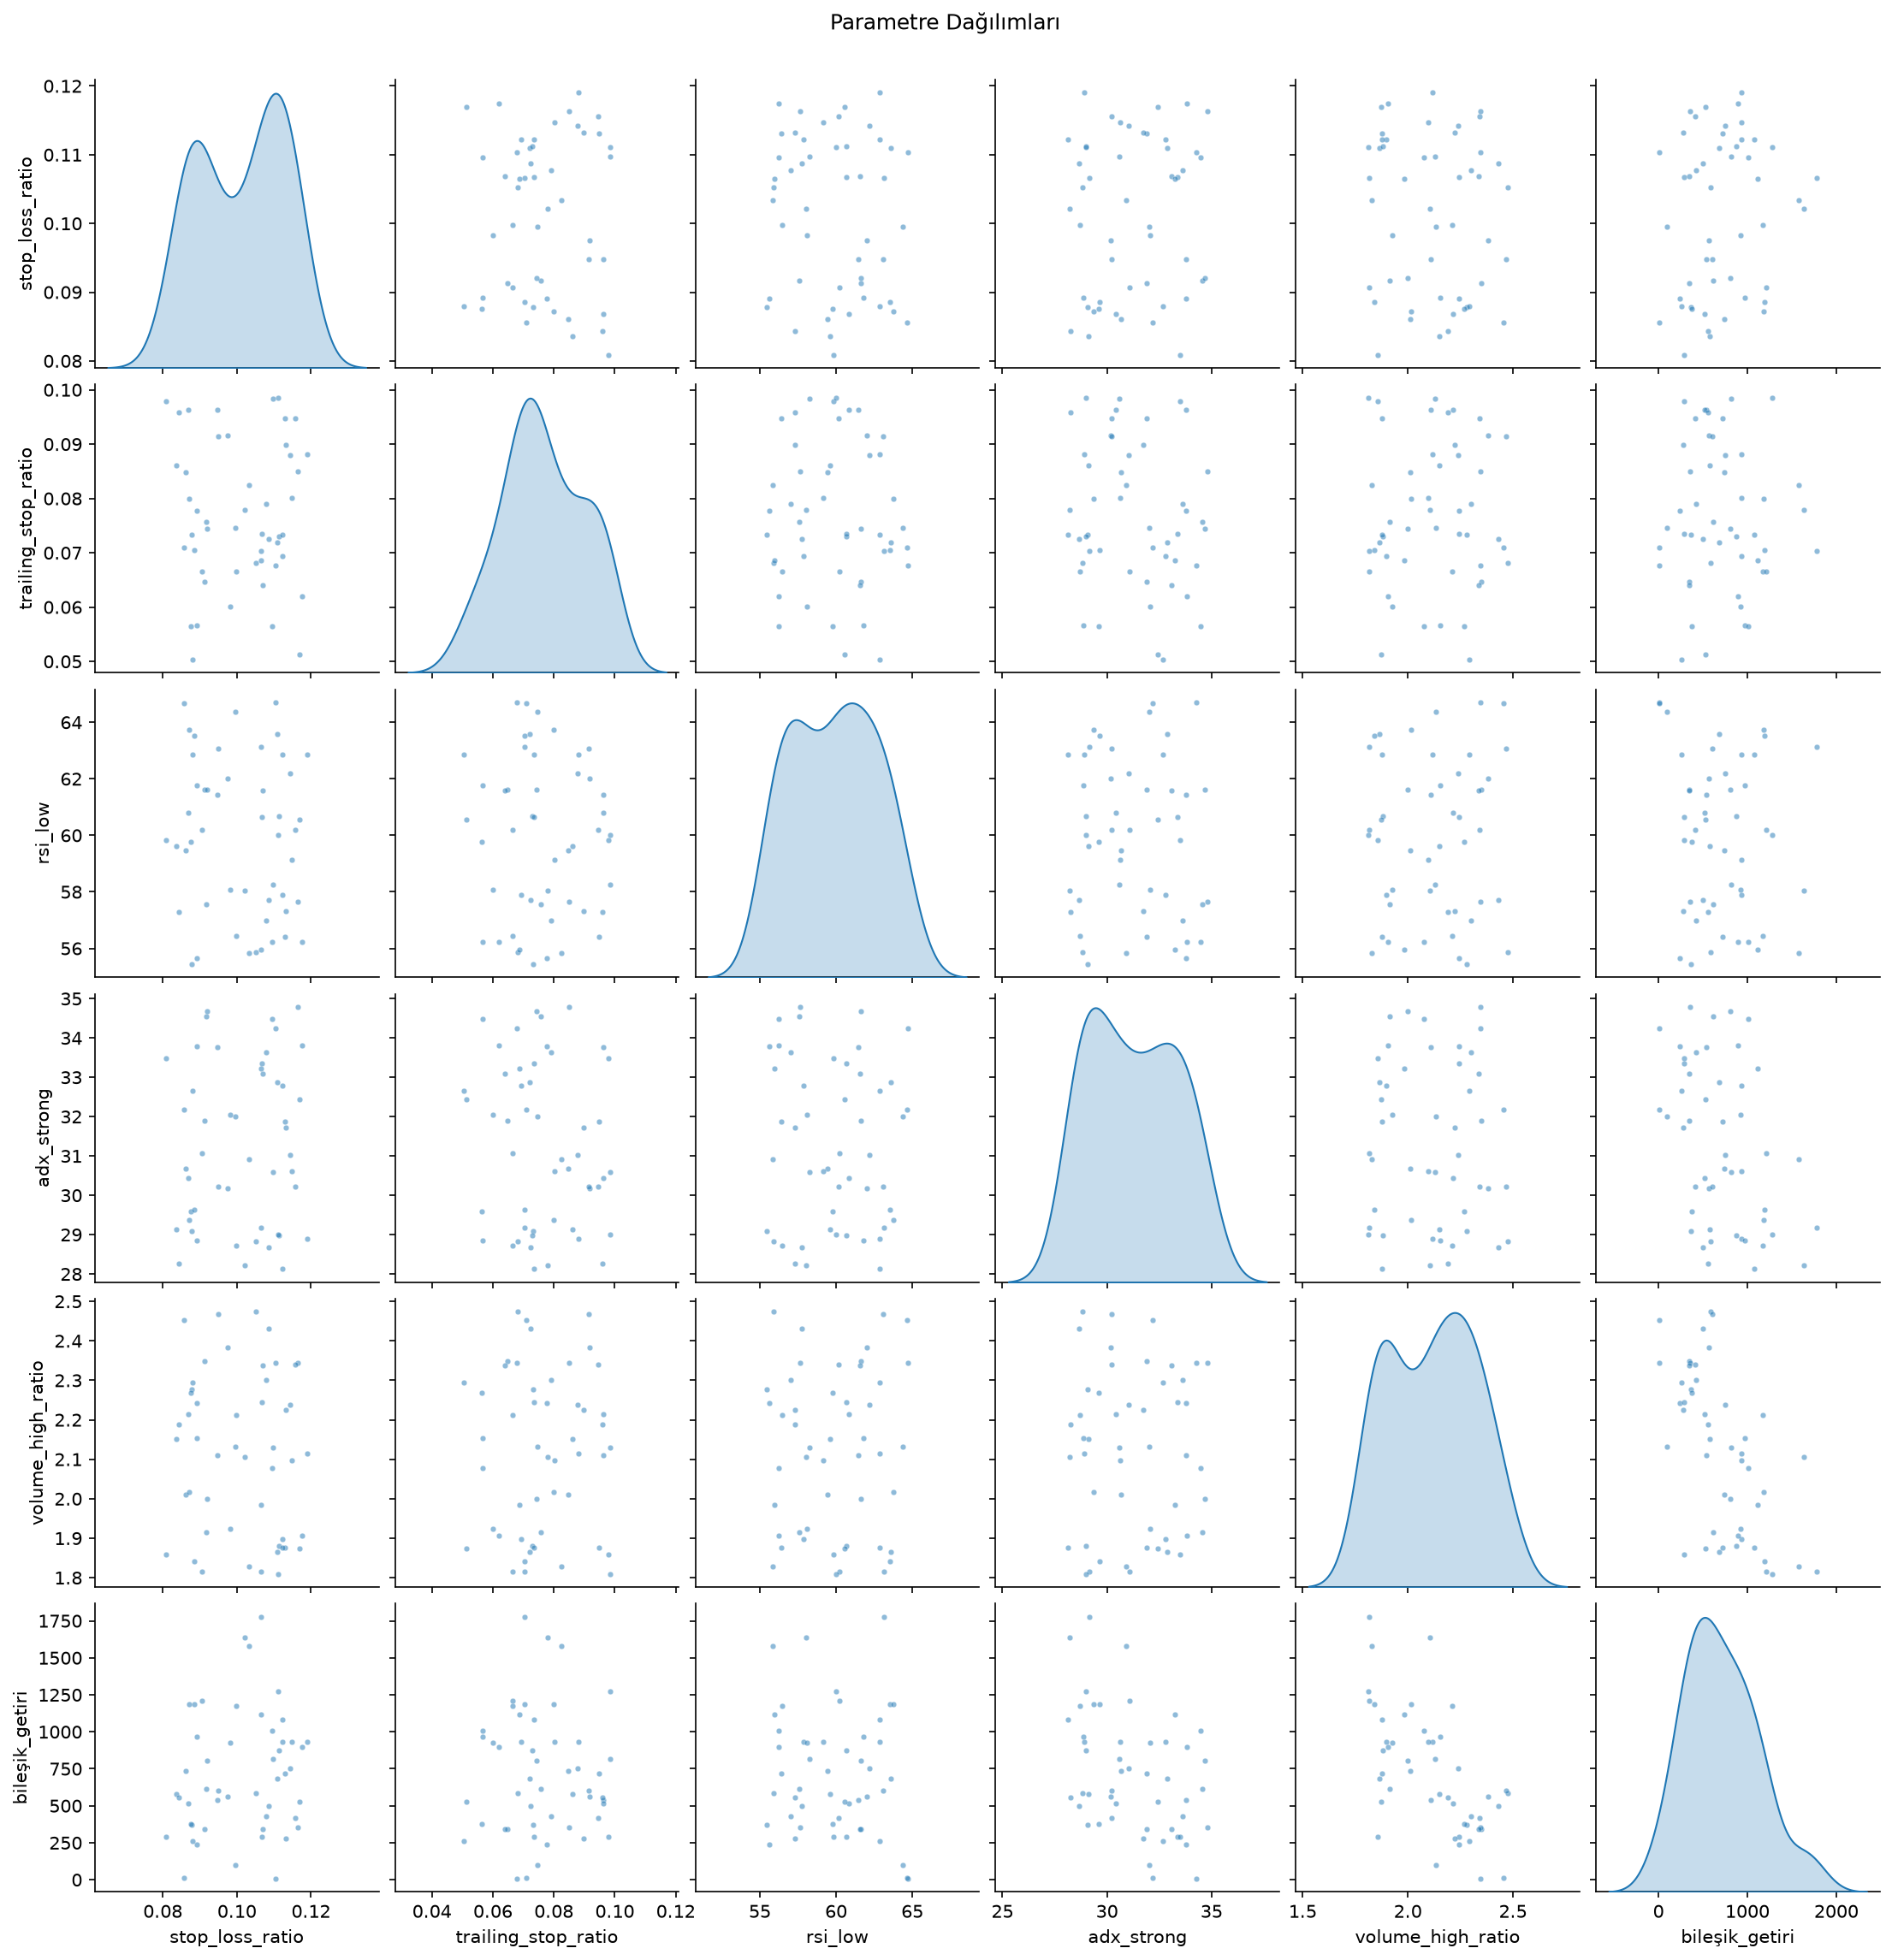 Parametre Dağılımları
0.12
0.11
0.10
0.09
0.08
stop_loss_ratio
0.10
0.09
0.08
0.07
0.06
0.05
trailing_stop_ratio
64
62
60
58
56
rsi_low
35
34
33
32
31
30
29
28
adx_strong
2.5
2.4
2.3
2.2
2.1
2.0
1.9
1.8
volume_high_ratio
1750
1500
1250
1000
750
500
250
0
bileşik_getiri
0.08 0.10 0.12
stop_loss_ratio
0.04 0.06 0.08 0.10 0.12
trailing_stop_ratio
55 60 65
rsi_low
25 30 35
adx_strong
1.5 2.0 2.5
volume_high_ratio
0 1000 2000
bileşik_getiri